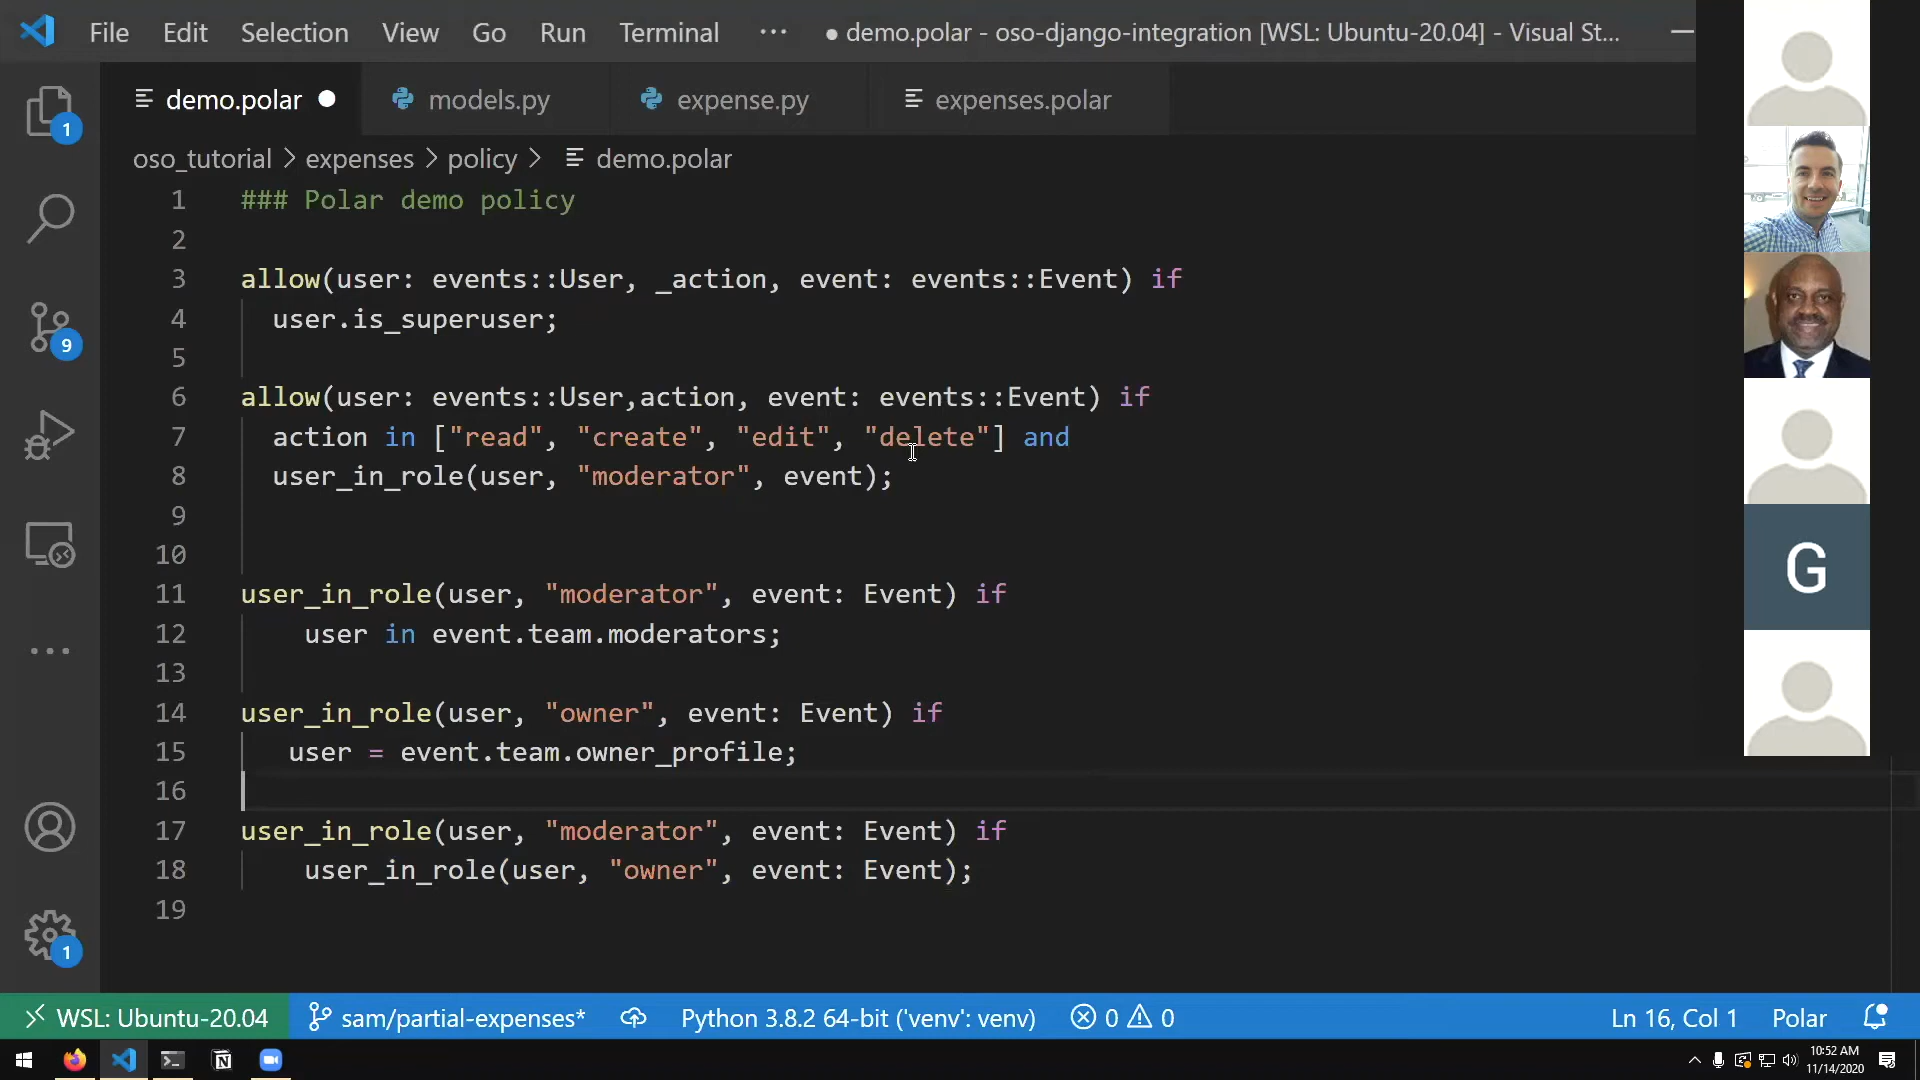 File Edit Selection View Go Run Terminal ··· ● demo.polar - oso-django-integration [WSL: Ubuntu-20.04] - Visual St...
demo.polar models.py expense.py expenses.polar
oso_tutorial > expenses > policy > demo.polar
1 ### Polar demo policy
2
3 allow(user: events::User, _action, event: events::Event) if
4 user.is_superuser;
5
6 allow(user: events::User,action, event: events::Event) if
7 action in ["read", "create", "edit", "delete"] and
8 user_in_role(user, "moderator", event);
9
10
11 user_in_role(user, "moderator", event: Event) if
12 user in event.team.moderators;
13
14 user_in_role(user, "owner", event: Event) if
15 user = event.team.owner_profile;
16
17 user_in_role(user, "moderator", event: Event) if
18 user_in_role(user, "owner", event: Event);
19
1
9
1
G
WSL: Ubuntu-20.04 sam/partial-expenses* Python 3.8.2 64-bit ('venv': venv) 0 0 Ln 16, Col 1 Polar
10:52 AM
11/14/2020